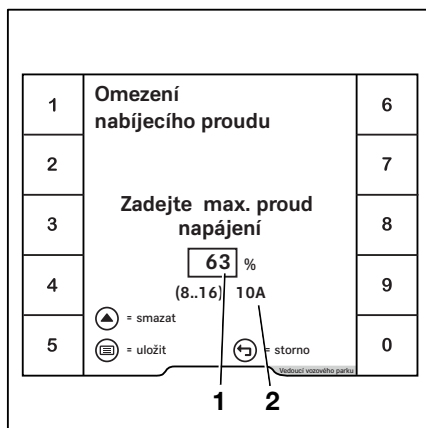 Omezení
nabíjecího proudu
1
2
3
4
5
6
7
8
9
0
Zadejte max. proud
napájení
63 %
(8..16) 10A
= smazat
= uložit
= storno
Vedoucí vozového parku
1
2